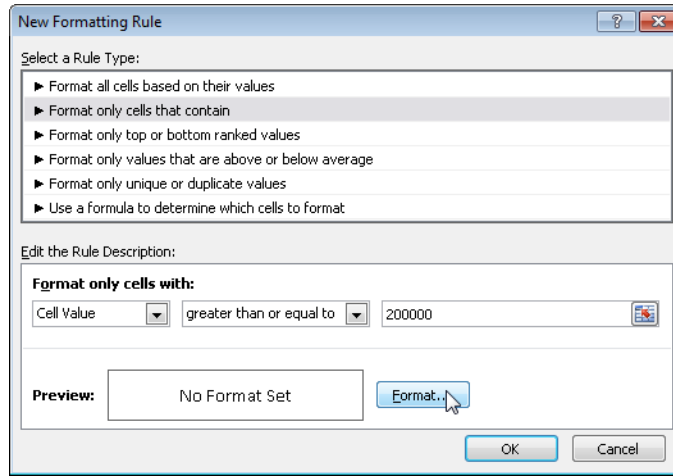 New Formatting Rule
Select a Rule Type:
► Format all cells based on their values
► Format only cells that contain
► Format only top or bottom ranked values
► Format only values that are above or below average
► Format only unique or duplicate values
► Use a formula to determine which cells to format
Edit the Rule Description:
Format only cells with:
Cell Value greater than or equal to 200000
Preview: No Format Set Format...
OK Cancel